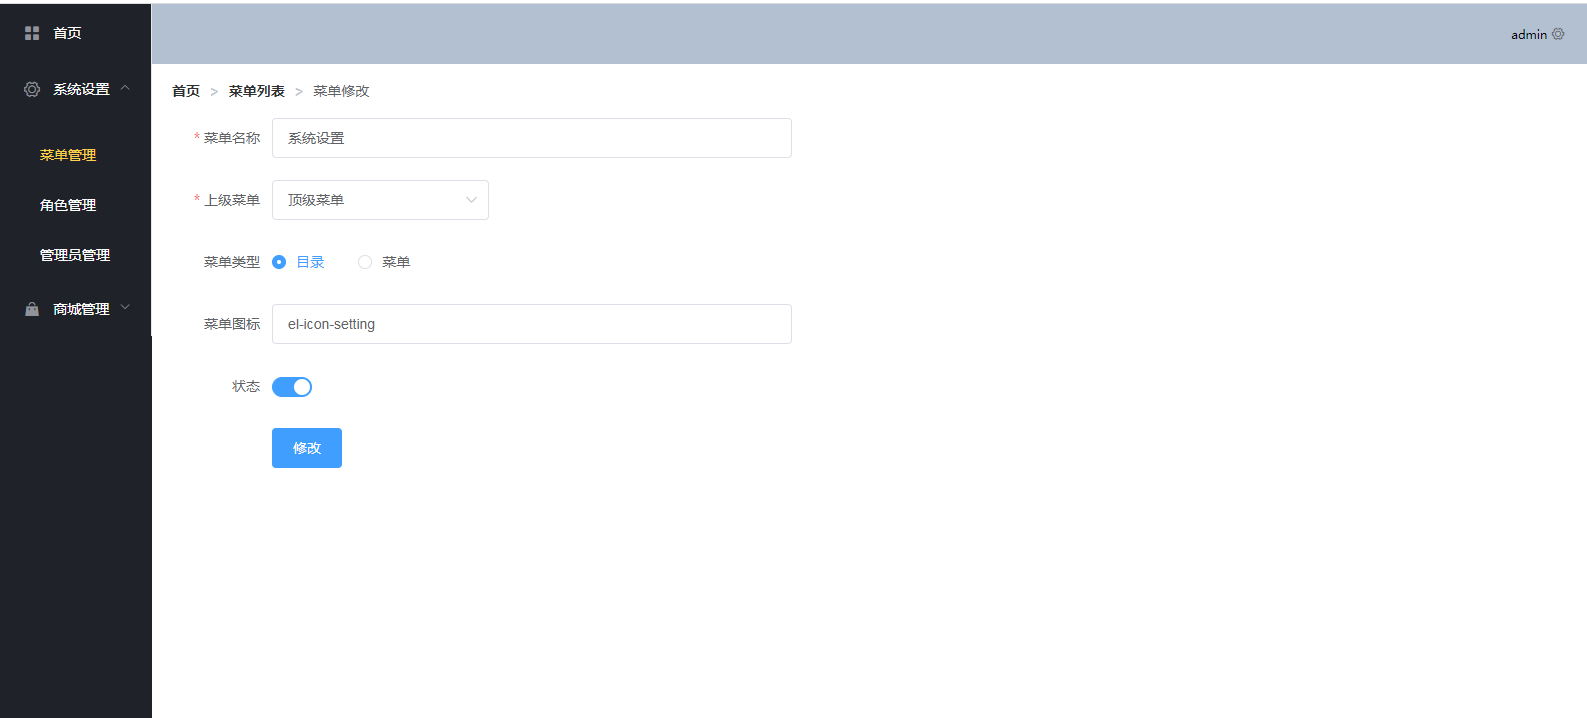 首页
系统设置
菜单管理
角色管理
管理员管理
商城管理
admin
首页 > 菜单列表 > 菜单修改
* 菜单名称 系统设置
* 上级菜单 顶级菜单
菜单类型 目录 菜单
菜单图标 el-icon-setting
状态
修改